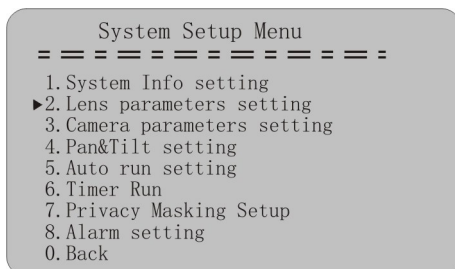 System Setup Menu
1.System Info setting
▶2.Lens parameters setting
3.Camera parameters setting
4.Pan&Tilt setting
5.Auto run setting
6.Timer Run
7.Privacy Masking Setup
8.Alarm setting
0.Back